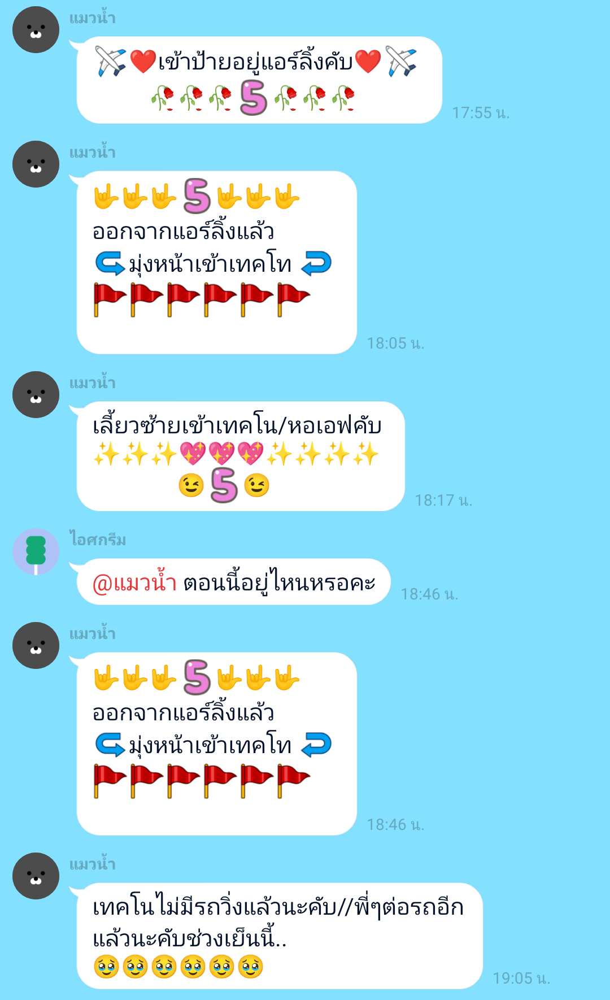 แมวน้ำ
✈️❤️เข้าป้ายอยู่แอร์ลิ้งคับ❤️✈️
🥀🥀🥀5🥀🥀🥀
17:55 น.
แมวน้ำ
🤟🤟🤟5🤟🤟🤟
ออกจากแอร์ลิ้งแล้ว
↪️มุ่งหน้าเข้าเทคโท ↩️
🚩🚩🚩🚩🚩🚩
18:05 น.
แมวน้ำ
เลี้ยวซ้ายเข้าเทคโน/หอเอฟคับ
✨✨✨💖💖💖✨✨✨✨
😉5😉
18:17 น.
ไอศกรีม
@แมวน้ำ ตอนนี้อยู่ไหนหรอคะ
18:46 น.
แมวน้ำ
🤟🤟🤟5🤟🤟🤟
ออกจากแอร์ลิ้งแล้ว
↪️มุ่งหน้าเข้าเทคโท ↩️
🚩🚩🚩🚩🚩🚩
18:46 น.
แมวน้ำ
เทคโนไม่มีรถวิ่งแล้วนะคับ//พี่ๆต่อรถอีก
แล้วนะคับช่วงเย็นนี้..
🥹🥹🥹🥹🥹🥹
19:05 น.